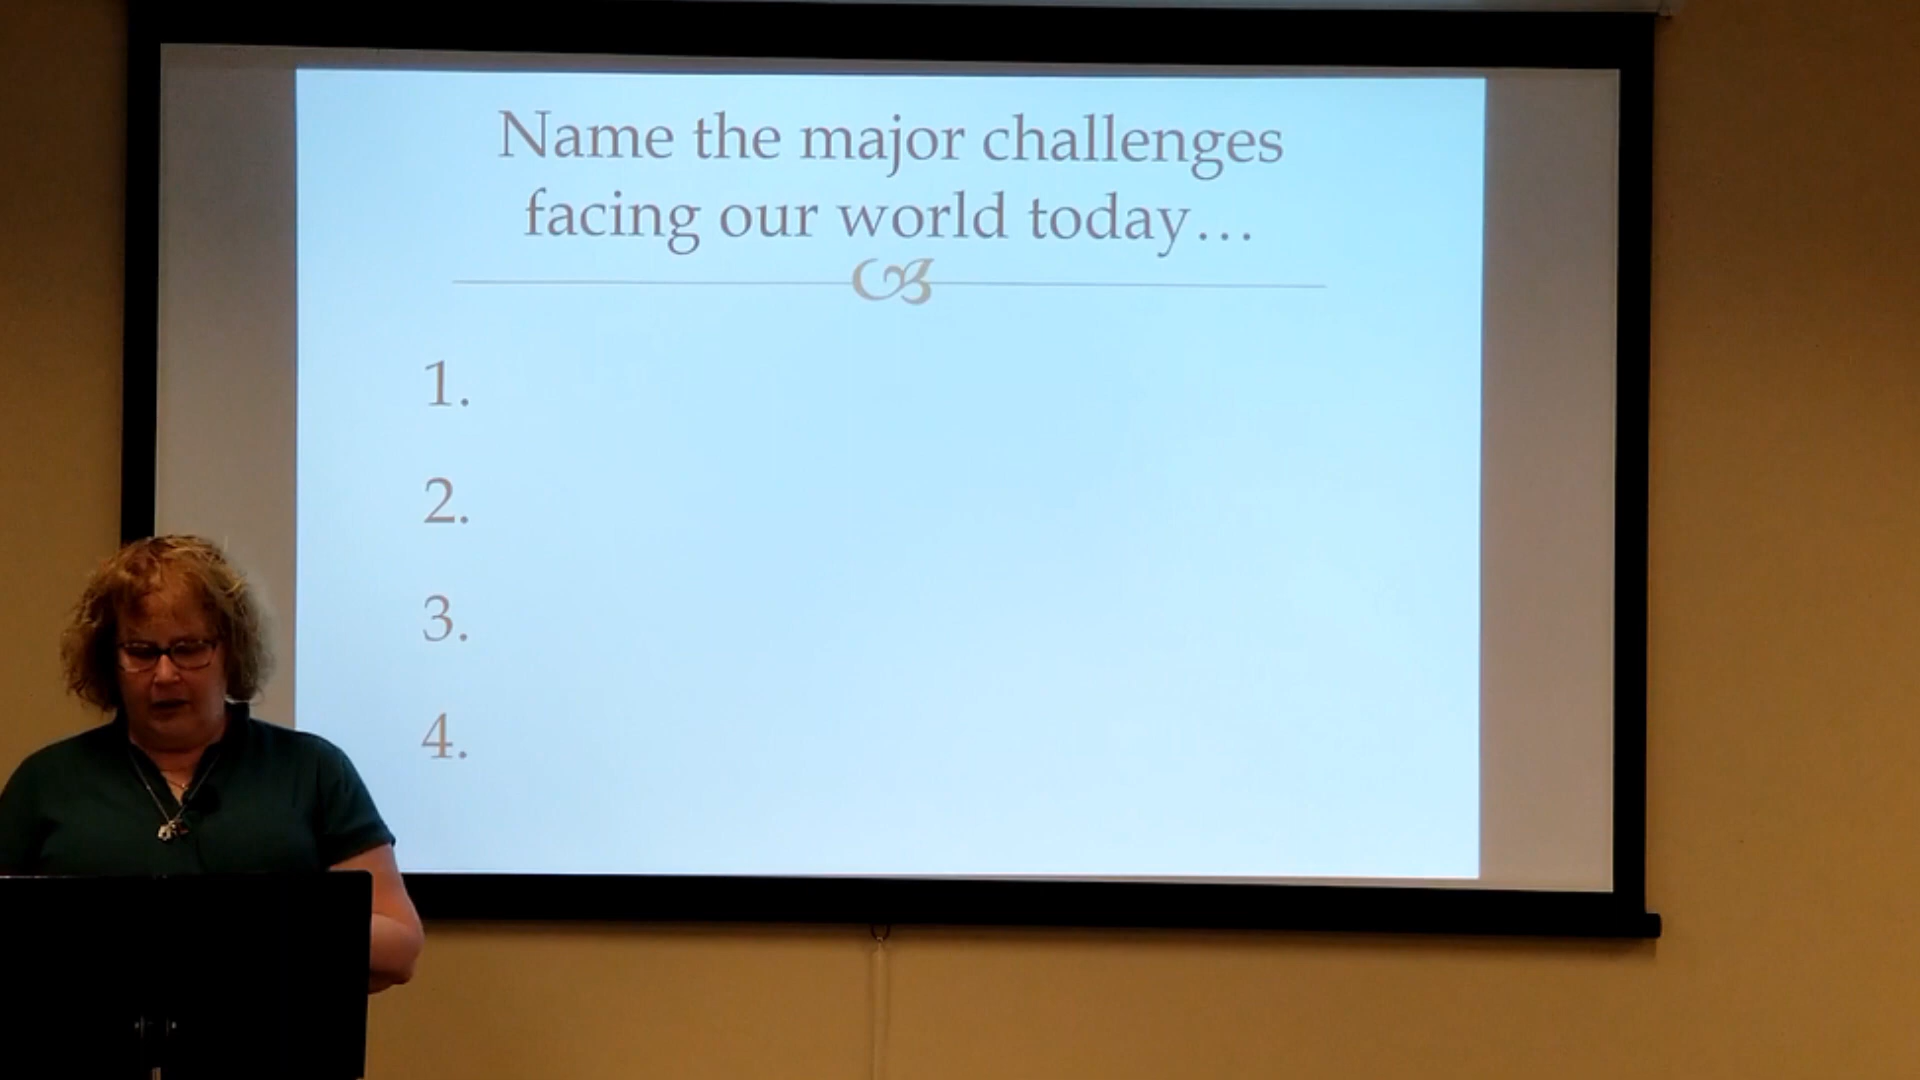 Name the major challenges
facing our world today…
1.
2.
3.
4.